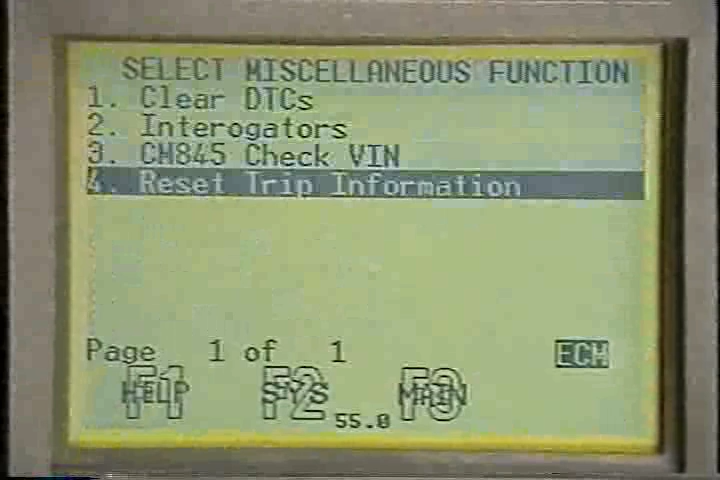 SELECT MISCELLANEOUS FUNCTION
1. Clear DTCs
2. Interogators
3. CM845 Check VIN
4. Reset Trip Information
Page 1 of 1 ECM
F1 HELP F2 SYS F3 MAIN
55.0